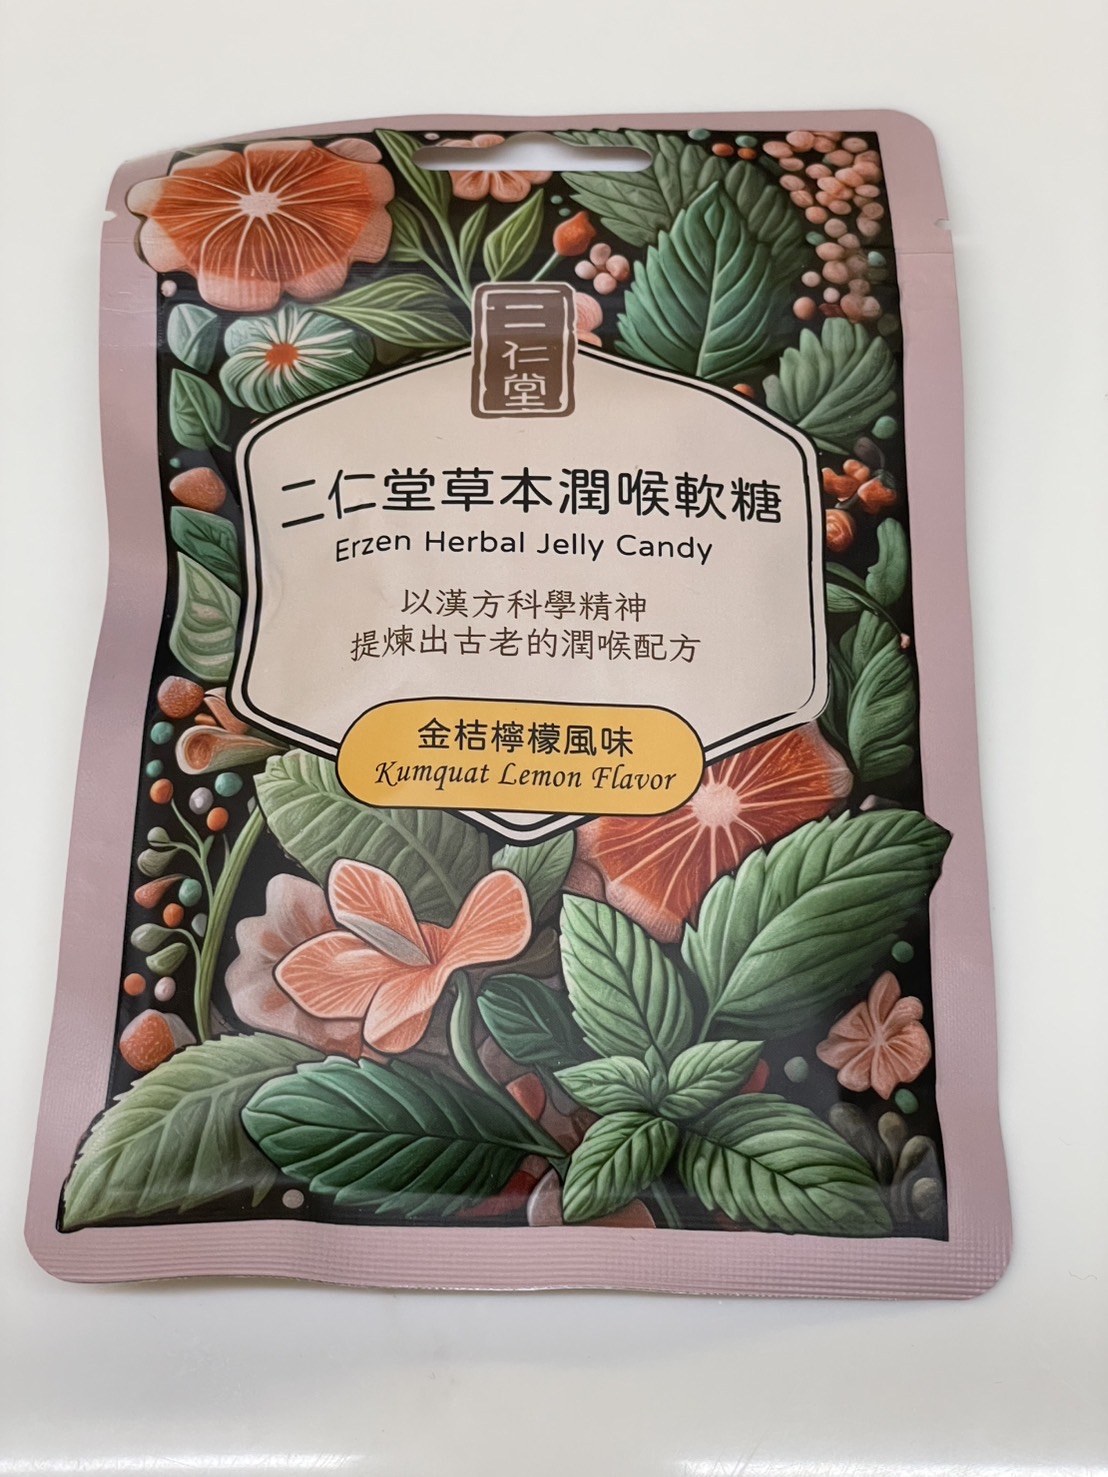 二仁堂
二仁堂草本潤喉軟糖
Erzen Herbal Jelly Candy
以漢方科學精神
提煉出古老的潤喉配方
金桔檸檬風味
Kumquat Lemon Flavor